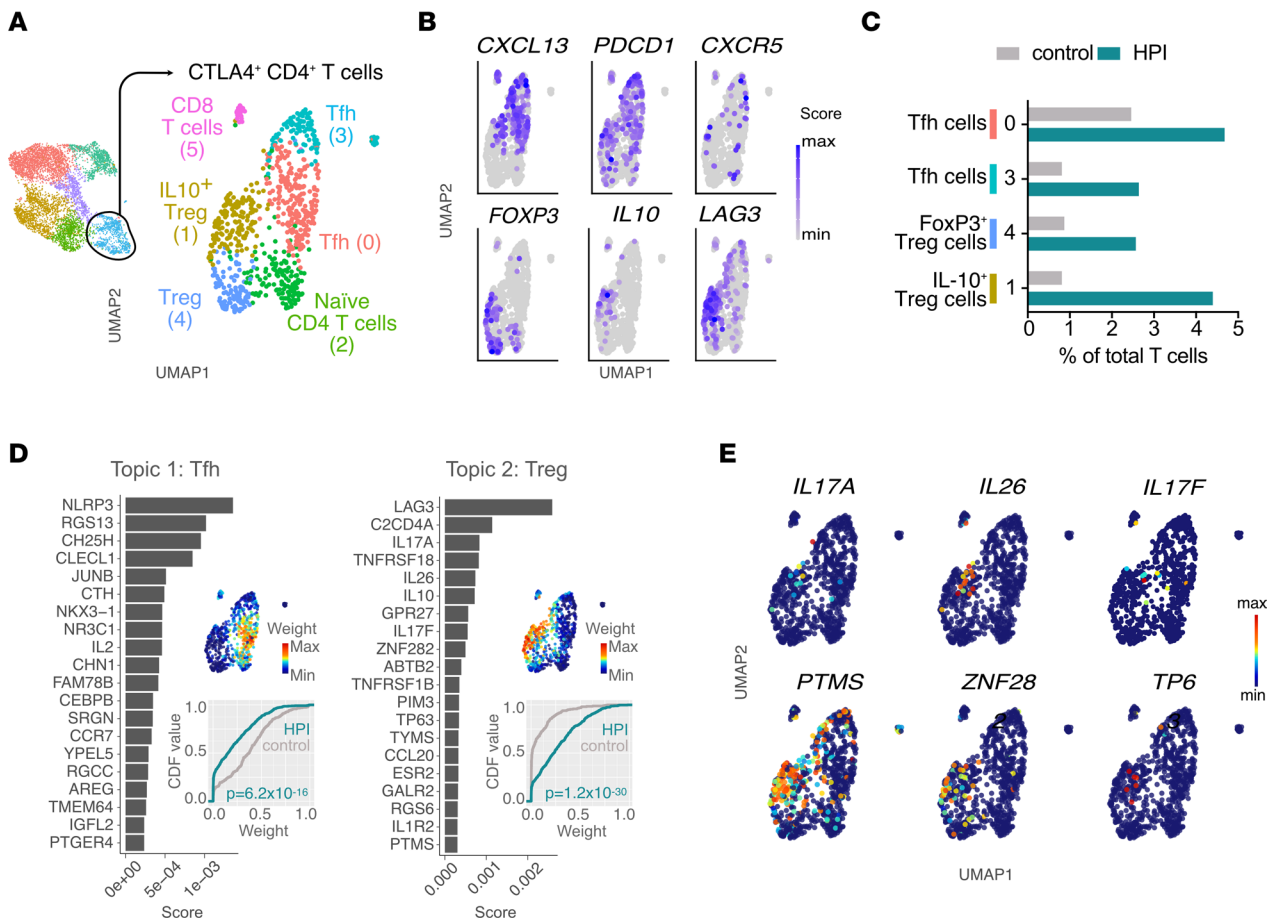 A
CTLA4⁺ CD4⁺ T cells
CD8
T cells
(5)
Tfh
(3)
IL10⁺
Treg
(1)
Tfh (0)
Treg
(4)
Naïve
CD4 T cells
(2)
UMAP2
UMAP1
B
CXCL13
PDCD1
CXCR5
FOXP3
IL10
LAG3
UMAP2
UMAP1
Score
max
min
C
control
HPI
Tfh cells
0
Tfh cells
3
FoxP3⁺
Treg cells
4
IL-10⁺
Treg cells
1
0
1
2
3
4
5
% of total T cells
D
Topic 1: Tfh
NLRP3
RGS13
CH25H
CLECL1
JUNB
CTH
NKX3−1
NR3C1
IL2
CHN1
FAM78B
CEBPB
SRGN
CCR7
YPEL5
RGCC
AREG
TMEM64
IGFL2
PTGER4
0e+00
5e−04
1e−03
Score
Weight
Max
Min
CDF value
1.0
0.5
0.0
HPI
control
p=6.2x10-16
0.0
0.5
1.0
Weight
Topic 2: Treg
LAG3
C2CD4A
IL17A
TNFRSF18
IL26
IL10
GPR27
IL17F
ZNF282
ABTB2
TNFRSF1B
PIM3
TP63
TYMS
CCL20
ESR2
GALR2
RGS6
IL1R2
PTMS
0.000
0.001
0.002
Score
Weight
Max
Min
CDF value
1.0
0.5
0.0
HPI
control
p=1.2x10-30
0.0
0.5
1.0
Weight
E
IL17A
IL26
IL17F
PTMS
ZNF28
2
TP6
3
UMAP2
UMAP1
max
min